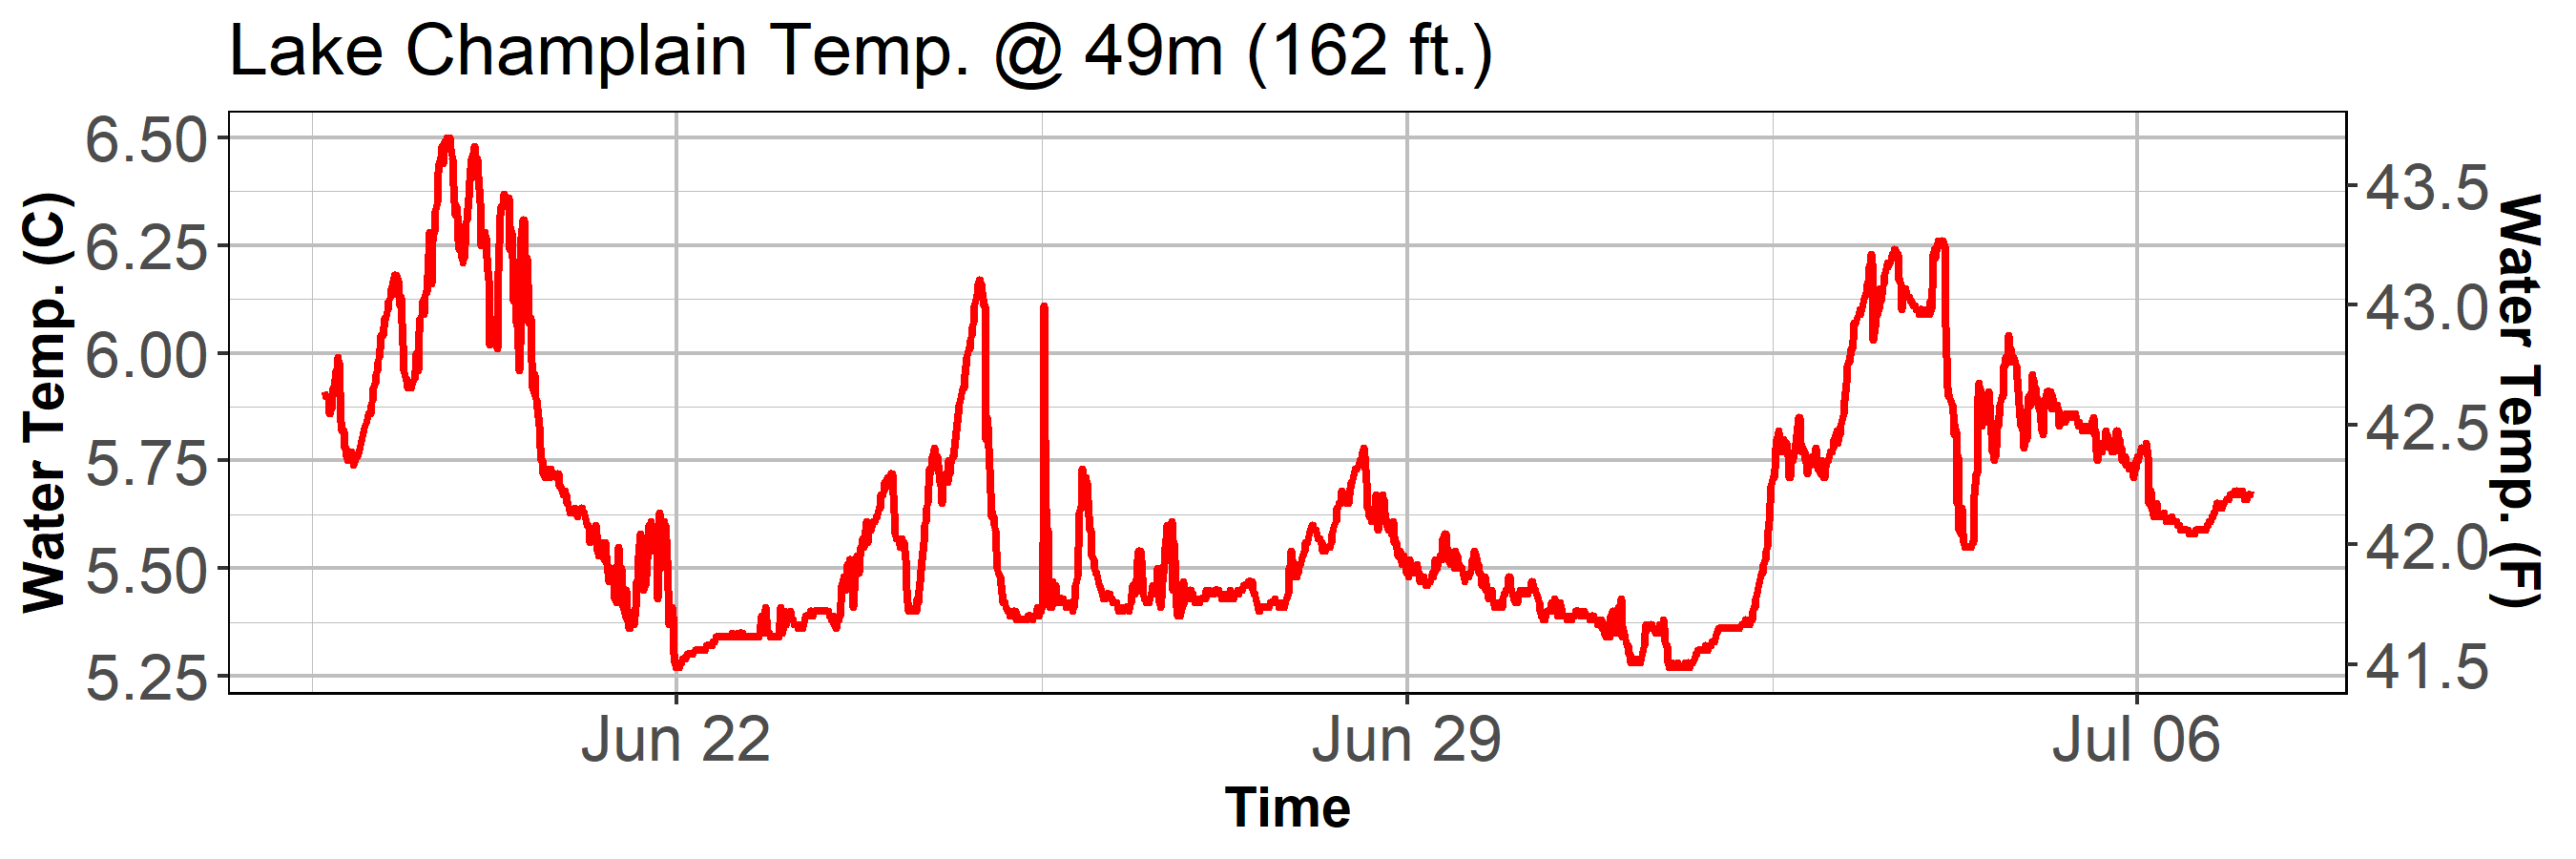 Lake Champlain Temp. @ 49m (162 ft.)
Water Temp. (C)
6.50
6.25
6.00
5.75
5.50
5.25
43.5
43.0
42.5
42.0
41.5
Water Temp. (F)
Jun 22
Jun 29
Jul 06
Time